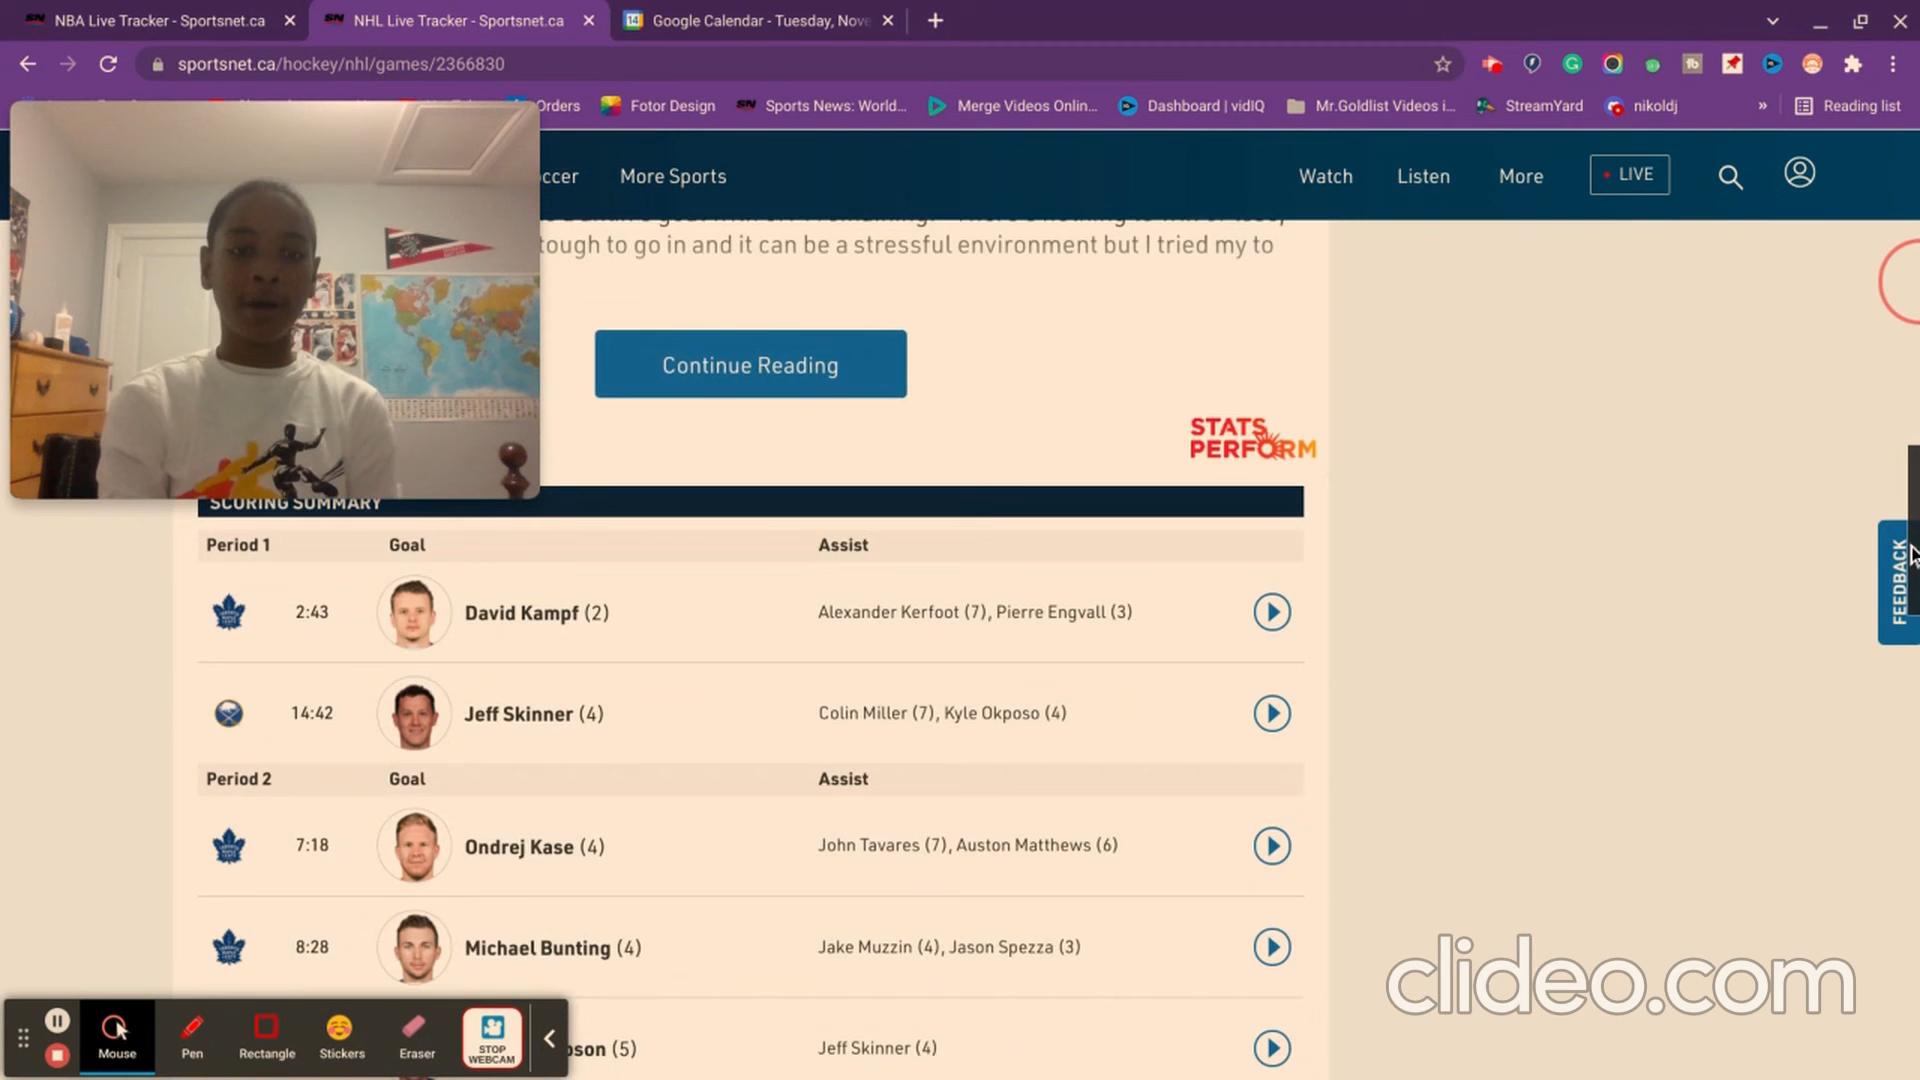 NBA Live Tracker - Sportsnet.ca
NHL Live Tracker - Sportsnet.ca
14 Google Calendar - Tuesday, Nove
sportsnet.ca/hockey/nhl/games/2366830
Orders
Fotor Design
SN Sports News: World...
Merge Videos Onlin...
Dashboard | vidIQ
Mr.Goldlist Videos i...
StreamYard
nikoldj
»
Reading list
More Sports
Watch
Listen
More
LIVE
tough to go in and it can be a stressful environment but I tried my to
Continue Reading
STATS
PERFORM
SCORING SUMMARY
Period 1 Goal Assist
2:43 David Kampf (2) Alexander Kerfoot (7), Pierre Engvall (3)
14:42 Jeff Skinner (4) Colin Miller (7), Kyle Okposo (4)
Period 2 Goal Assist
7:18 Ondrej Kase (4) John Tavares (7), Auston Matthews (6)
8:28 Michael Bunting (4) Jake Muzzin (4), Jason Spezza (3)
(5) Jeff Skinner (4)
FEEDBACK
clideo.com
Mouse
Pen
Rectangle
Stickers
Eraser
STOP
WEBCAM